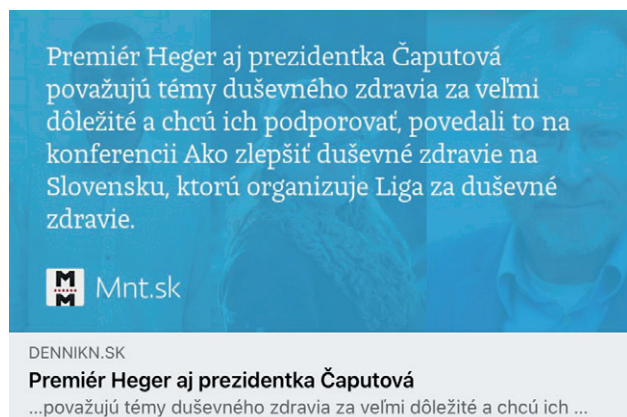 Premiér Heger aj prezidentka Čaputová
považujú témy duševného zdravia za veľmi
dôležité a chcú ich podporovať, povedali to na
konferencii Ako zlepšiť duševné zdravie na
Slovensku, ktorú organizuje Liga za duševné
zdravie.
M
M
Mnt.sk
DENNIKN.SK
Premiér Heger aj prezidentka Čaputová
...považujú témy duševného zdravia za veľmi dôležité a chcú ich ...